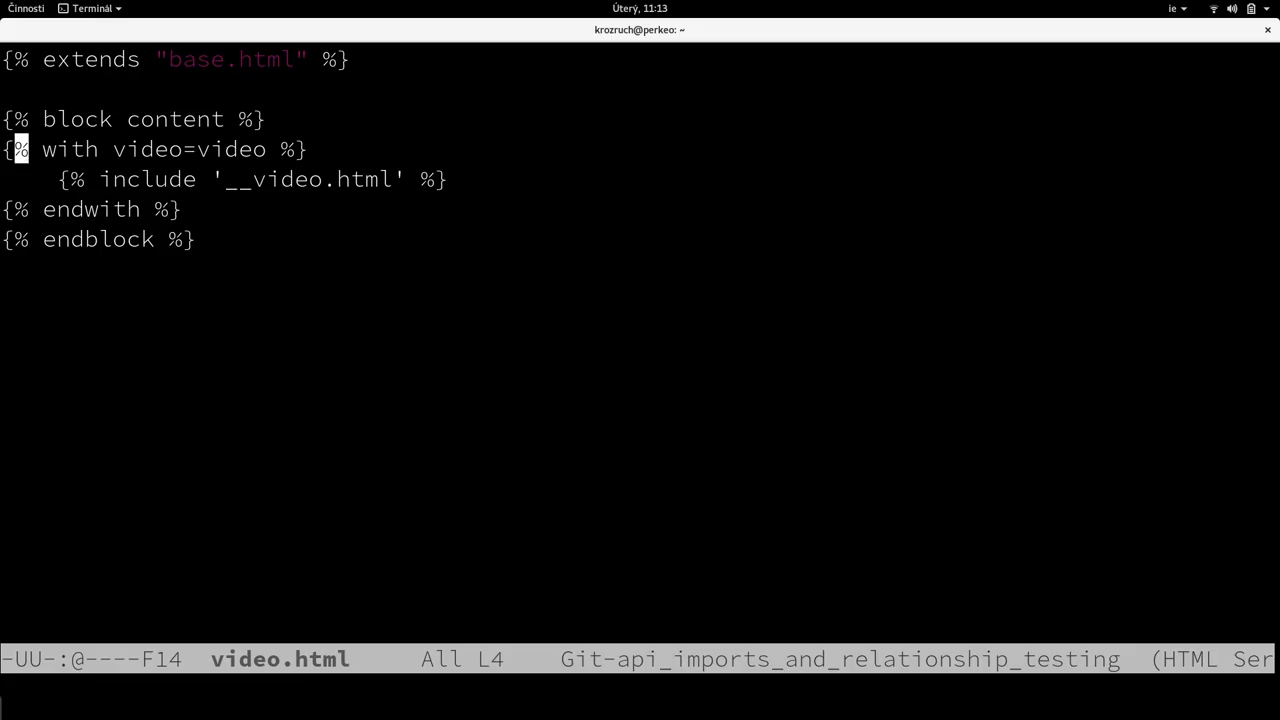 Činnosti Terminál Úterý, 11:13 ie
krozruch@perkeo: ~ ×
{% extends "base.html" %}
{% block content %}
{% with video=video %}
{% include '__video.html' %}
{% endwith %}
{% endblock %}
-UU-:@----F14 video.html All L4 Git-api_imports_and_relationship_testing (HTML Ser